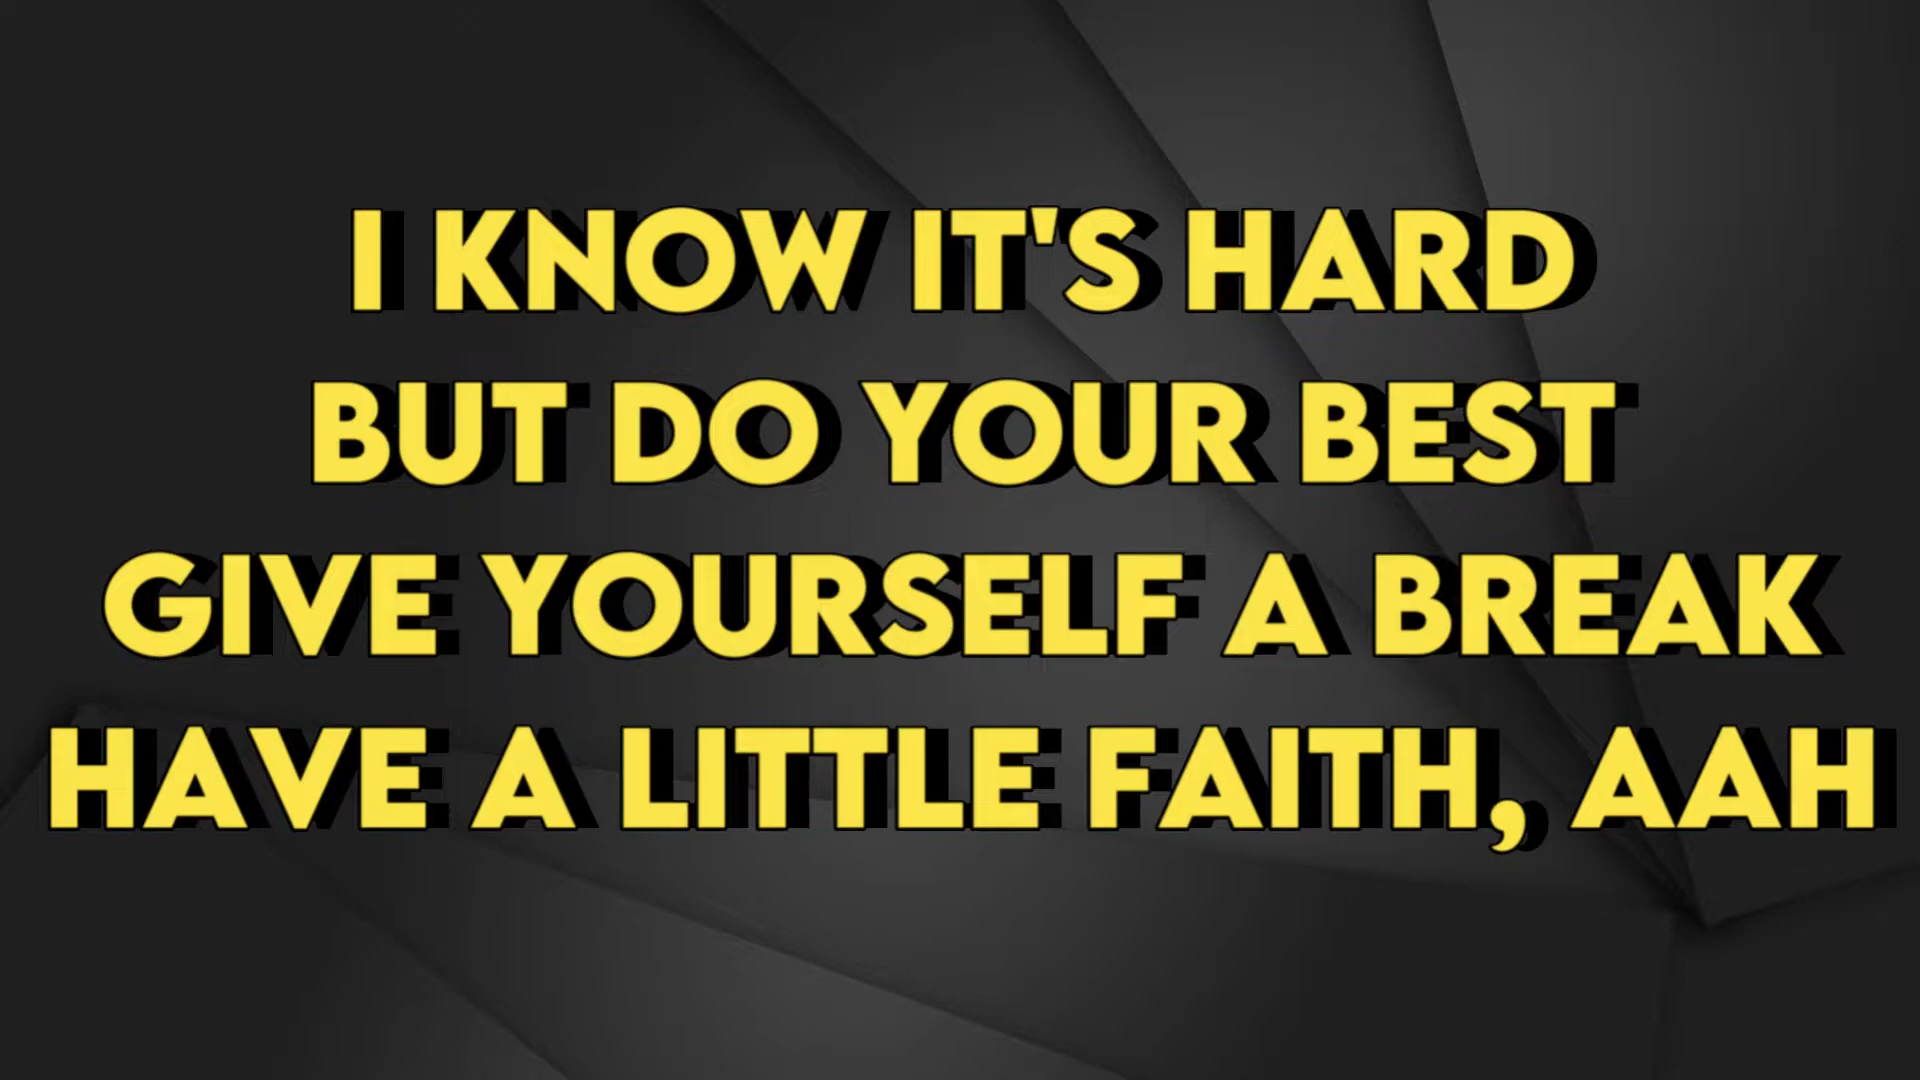 I KNOW IT'S HARD
BUT DO YOUR BEST
GIVE YOURSELF A BREAK
HAVE A LITTLE FAITH, AAH